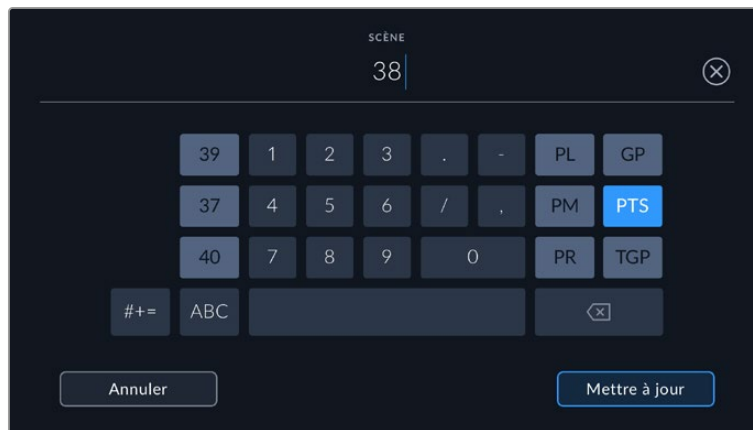 SCÈNE
38
39 1 2 3 . - PL GP
37 4 5 6 / , PM PTS
40 7 8 9 0 PR TGP
#+= ABC
Annuler Mettre à jour